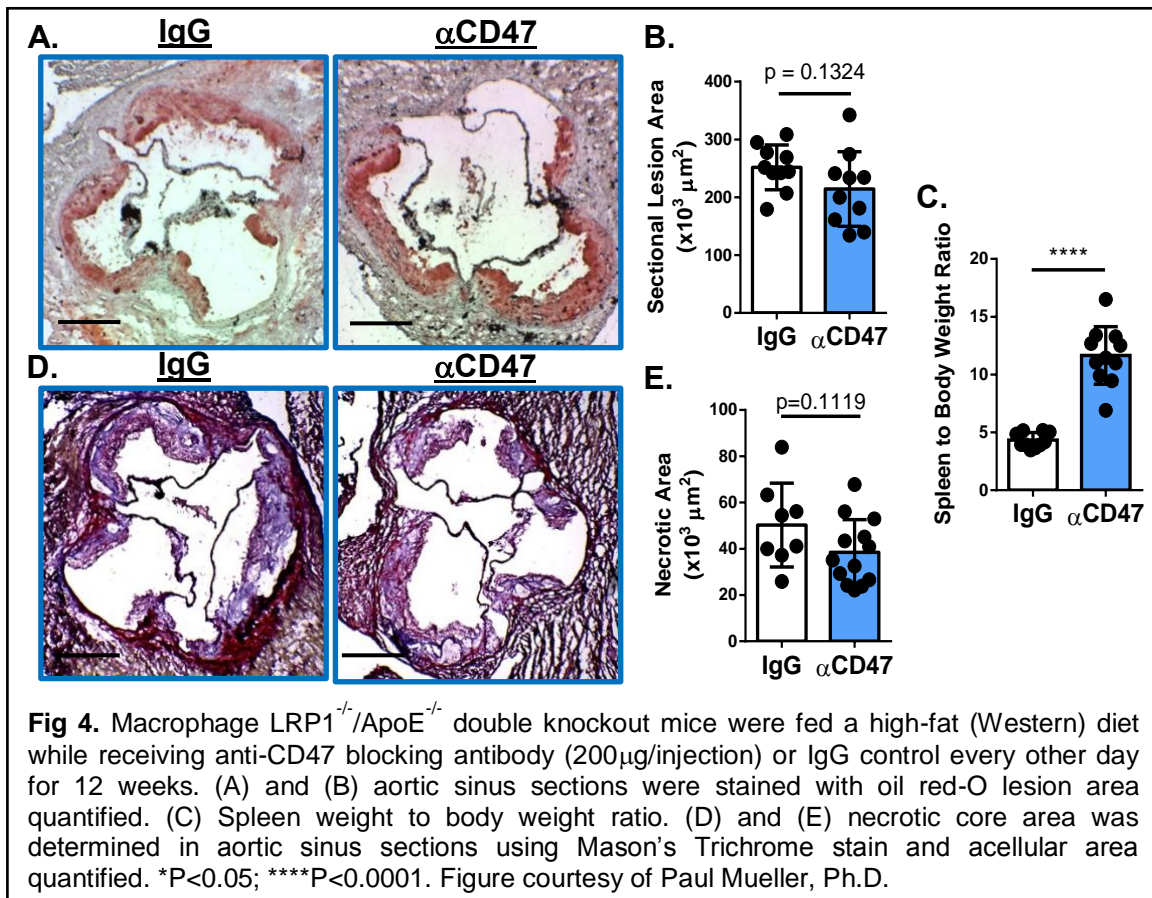 A.
IgG
αCD47
B.
p = 0.1324
Sectional Lesion Area
(x10³ μm²)
400
300
200
100
0
IgG
αCD47
C.
****
Spleen to Body Weight Ratio
20
15
10
5
0
IgG
αCD47
D.
IgG
αCD47
E.
p=0.1119
Necrotic Area
(x10³ μm²)
100
80
60
40
20
0
IgG
αCD47
Fig 4. Macrophage LRP1-/-/ApoE-/- double knockout mice were fed a high-fat (Western) diet
while receiving anti-CD47 blocking antibody (200μg/injection) or IgG control every other day
for 12 weeks. (A) and (B) aortic sinus sections were stained with oil red-O lesion area
quantified. (C) Spleen weight to body weight ratio. (D) and (E) necrotic core area was
determined in aortic sinus sections using Mason's Trichrome stain and acellular area
quantified. *P<0.05; ****P<0.0001. Figure courtesy of Paul Mueller, Ph.D.